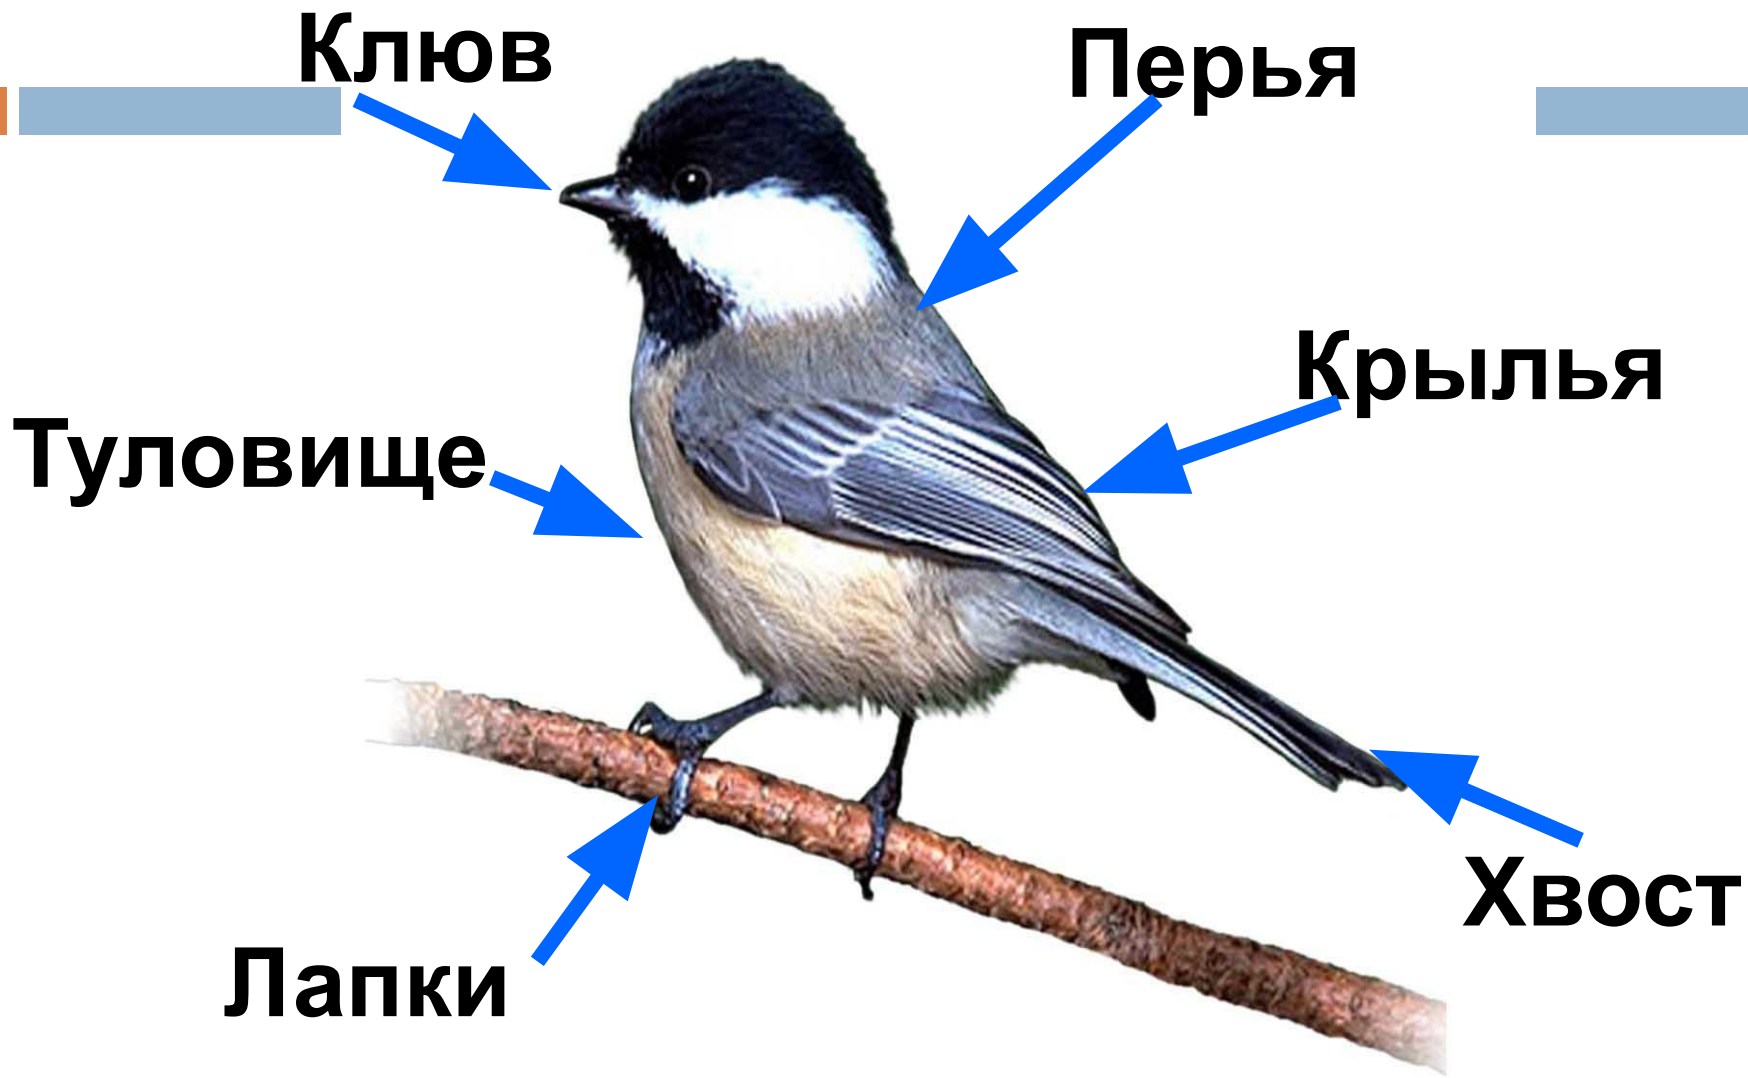 Клюв
Перья
Крылья
Туловище
Хвост
Лапки